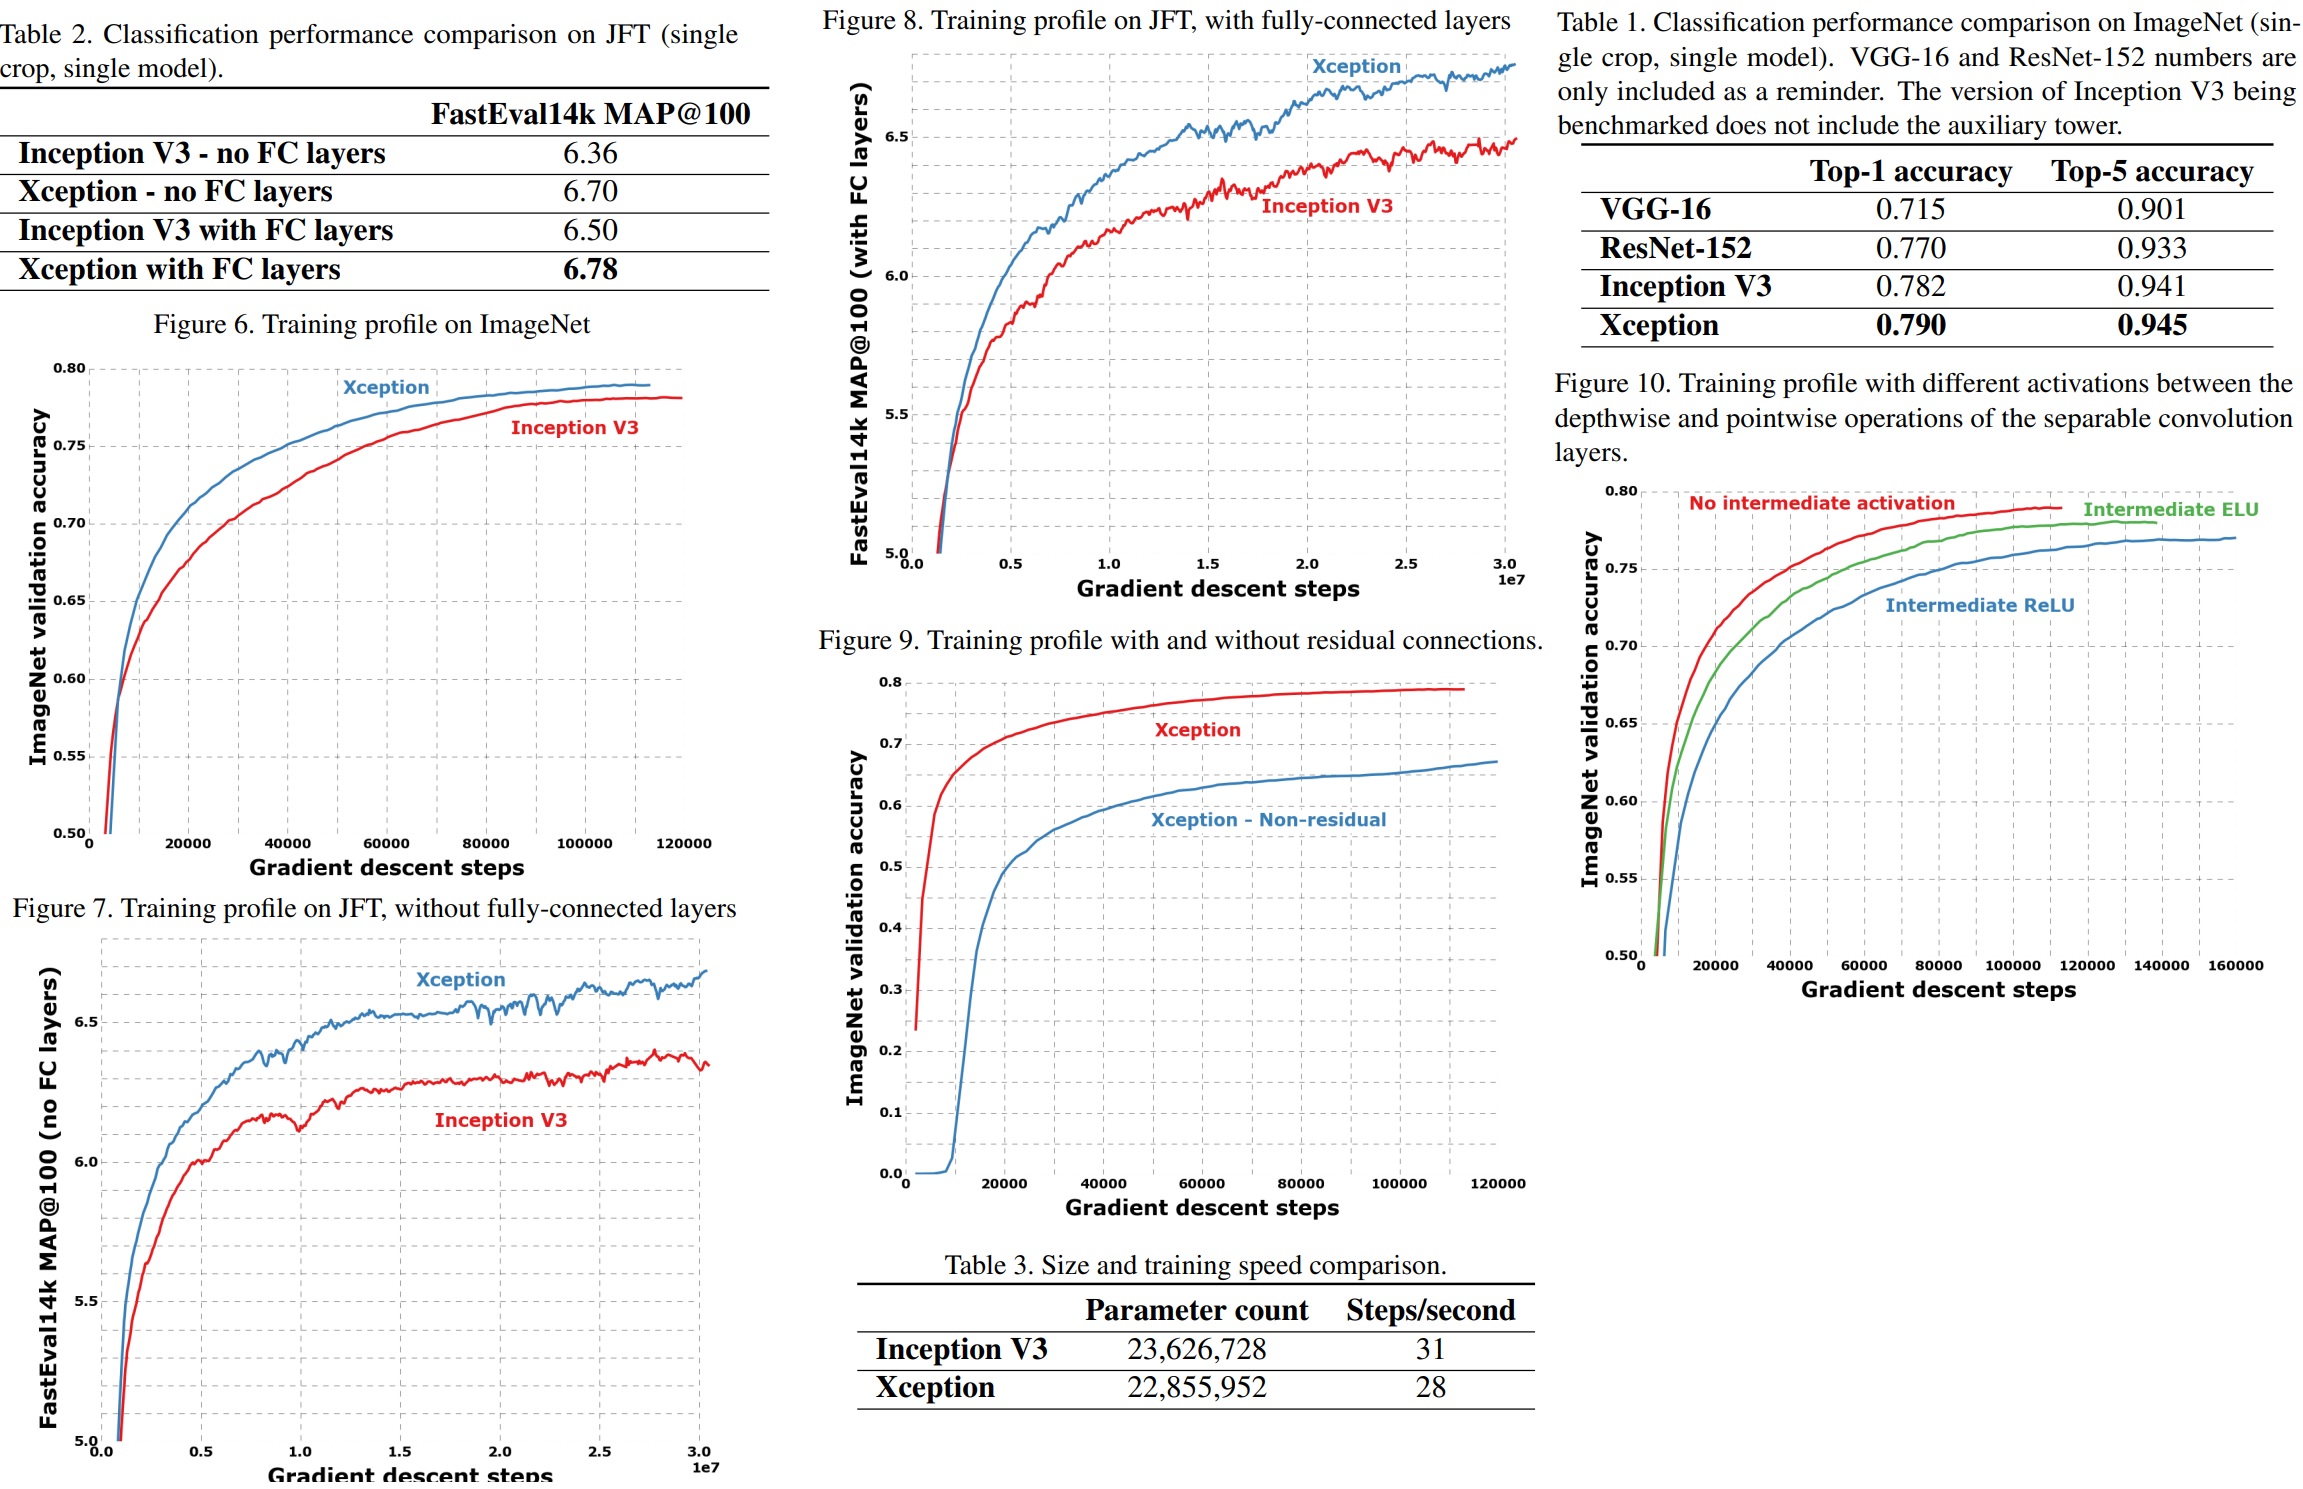 Table 2. Classification performance comparison on JFT (single
crop, single model).
FastEval14k MAP@100
Inception V3 - no FC layers 6.36
Xception - no FC layers 6.70
Inception V3 with FC layers 6.50
Xception with FC layers 6.78
Figure 6. Training profile on ImageNet
0.80
0.75
0.70
0.65
0.60
0.55
0.50
ImageNet validation accuracy
Xception
Inception V3
0 20000 40000 60000 80000 100000 120000
Gradient descent steps
Figure 7. Training profile on JFT, without fully-connected layers
6.5
6.0
5.5
5.0
FastEval14k MAP@100 (no FC layers)
Xception
Inception V3
0.0 0.5 1.0 1.5 2.0 2.5 3.0
1e7
Gradient descent steps
Figure 8. Training profile on JFT, with fully-connected layers
6.5
6.0
5.5
5.0
FastEval14k MAP@100 (with FC layers)
Xception
Inception V3
0.0 0.5 1.0 1.5 2.0 2.5 3.0
1e7
Gradient descent steps
Figure 9. Training profile with and without residual connections.
0.8
0.7
0.6
0.5
0.4
0.3
0.2
0.1
0.0
ImageNet validation accuracy
Xception
Xception - Non-residual
0 20000 40000 60000 80000 100000 120000
Gradient descent steps
Table 3. Size and training speed comparison.
Parameter count Steps/second
Inception V3 23,626,728 31
Xception 22,855,952 28
Table 1. Classification performance comparison on ImageNet (sin-
gle crop, single model). VGG-16 and ResNet-152 numbers are
only included as a reminder. The version of Inception V3 being
benchmarked does not include the auxiliary tower.
Top-1 accuracy Top-5 accuracy
VGG-16 0.715 0.901
ResNet-152 0.770 0.933
Inception V3 0.782 0.941
Xception 0.790 0.945
Figure 10. Training profile with different activations between the
depthwise and pointwise operations of the separable convolution
layers.
0.80
0.75
0.70
0.65
0.60
0.55
0.50
ImageNet validation accuracy
No intermediate activation
Intermediate ELU
Intermediate ReLU
0 20000 40000 60000 80000 100000 120000 140000 160000
Gradient descent steps